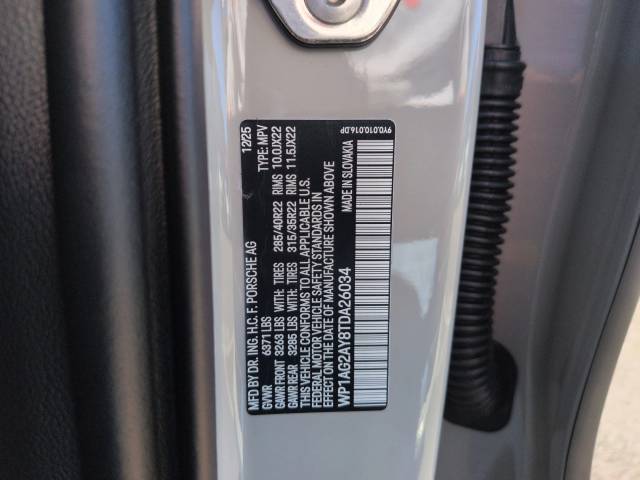 MFD BY DR. ING. H.C. F. PORSCHE AG 12/25
GVWR 6371 LBS TYPE: MPV
GAWR FRONT 3263 LBS WITH: TIRES 285/40R22 RIMS 10.0JX22
GAWR REAR 3285 LBS WITH: TIRES 315/35R22 RIMS 11.5JX22
THIS VEHICLE CONFORMS TO ALL APPLICABLE U.S.
FEDERAL MOTOR VEHICLE SAFETY STANDARDS IN
EFFECT ON THE DATE OF MANUFACTURE SHOWN ABOVE
WP1AG2AY8TDA26034 MADE IN SLOVAKIA
9Y0.010.016.DP